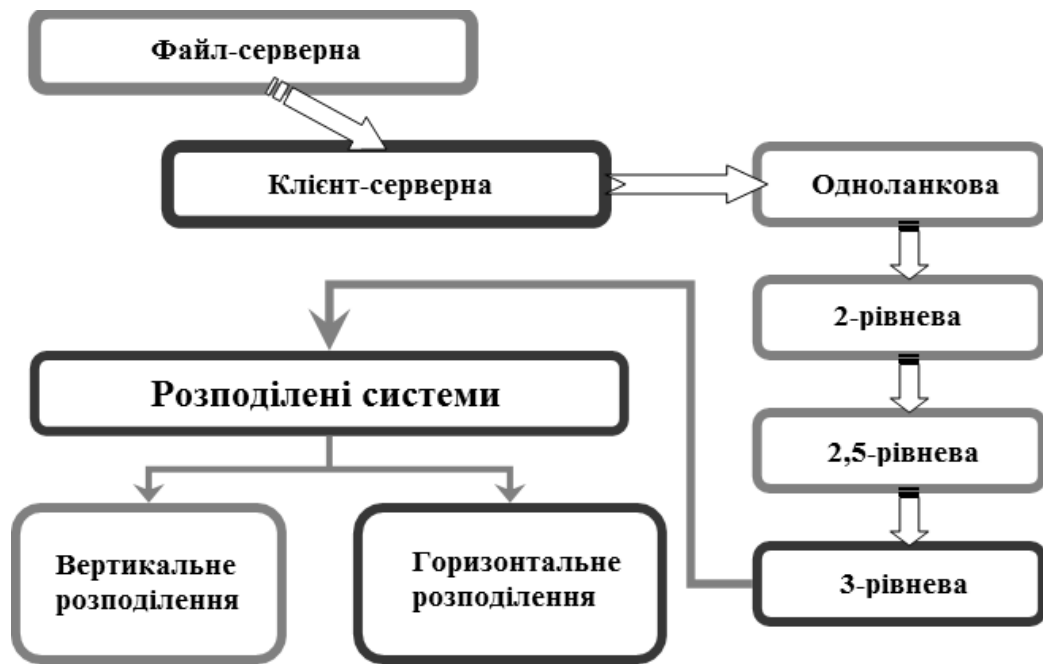 Файл-серверна
Клієнт-серверна
Одноланкова
2-рівнева
2,5-рівнева
3-рівнева
Розподілені системи
Вертикальне
розподілення
Горизонтальне
розподілення